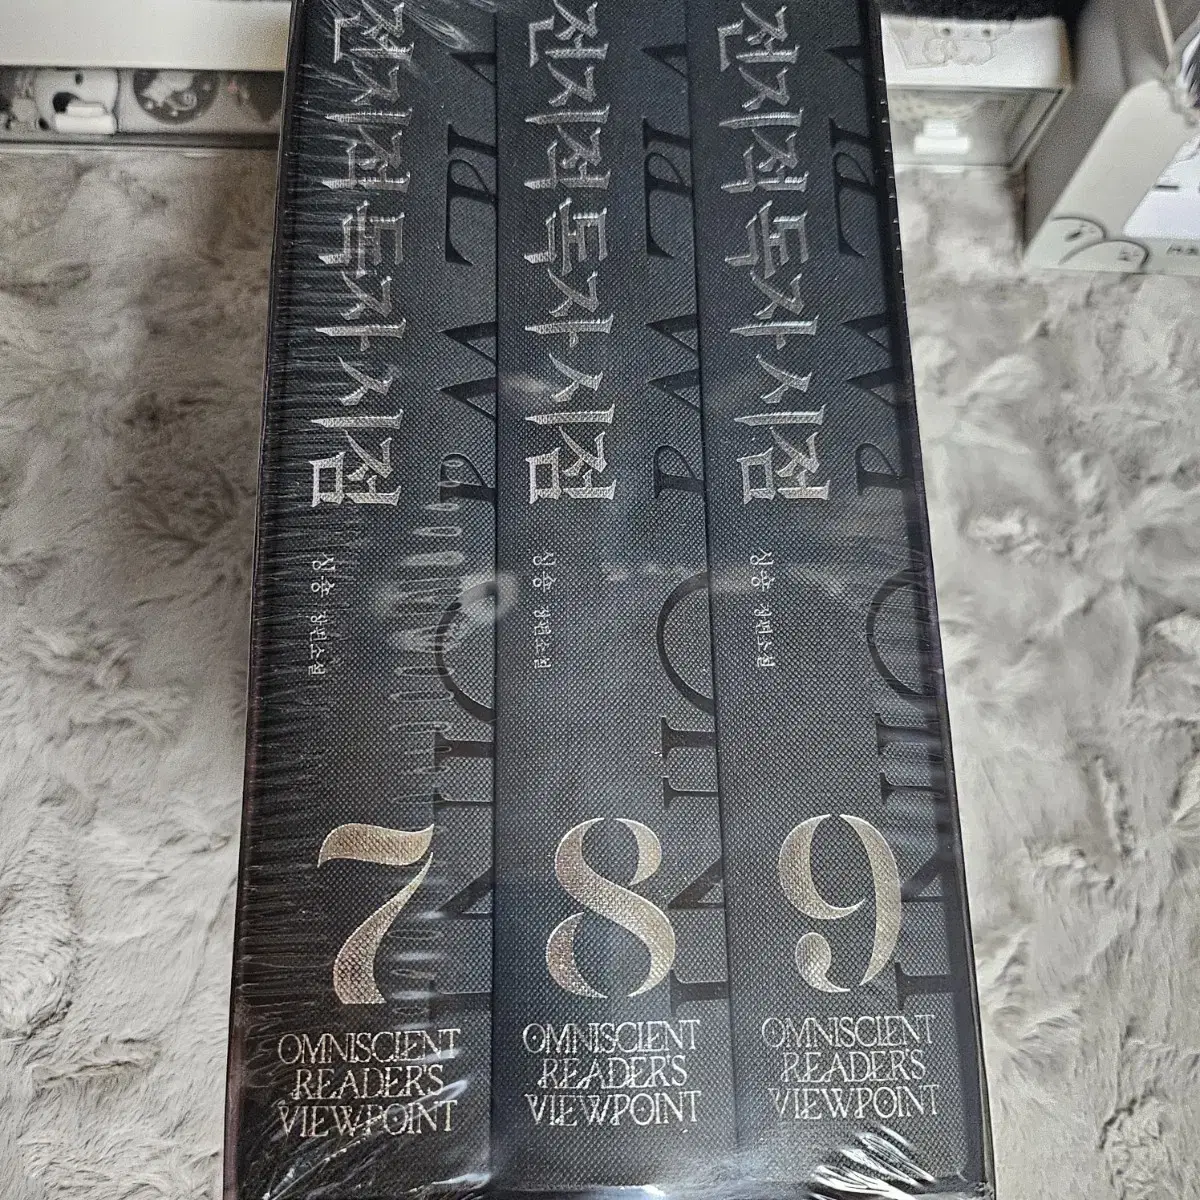 전지적 독자 시점
싱숑 장편소설
7
OMNISCIENT
READER'S
VIEWPOINT
전지적 독자 시점
싱숑 장편소설
8
OMNISCIENT
READER'S
VIEWPOINT
전지적 독자 시점
싱숑 장편소설
9
OMNISCIENT
READER'S
VIEWPOINT